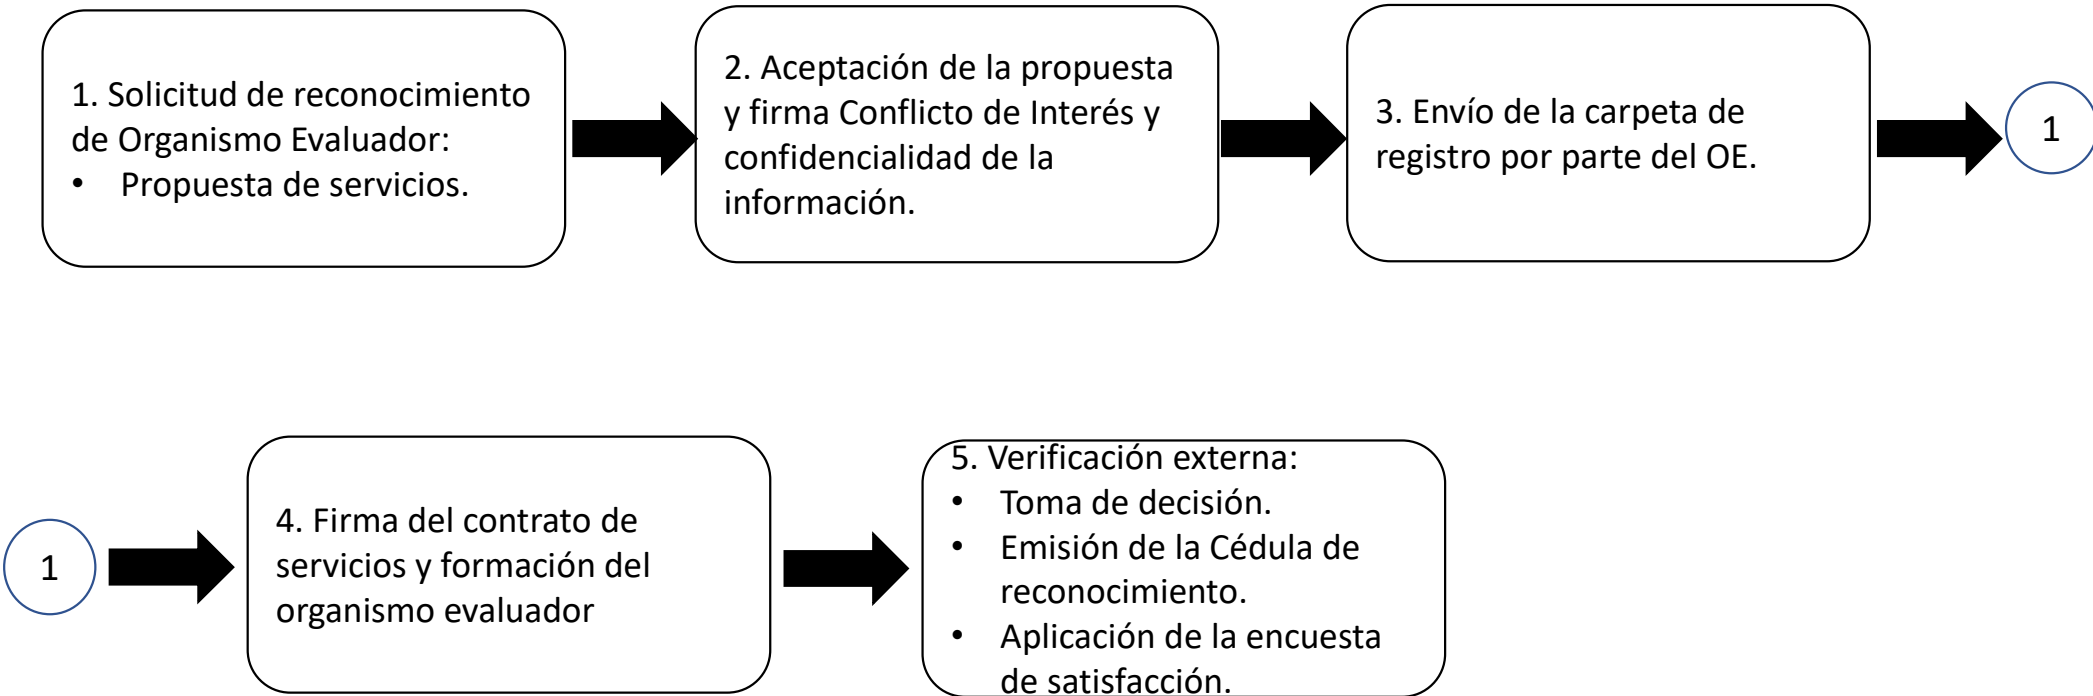 1. Solicitud de reconocimiento
de Organismo Evaluador:
• Propuesta de servicios.
2. Aceptación de la propuesta
y firma Conflicto de Interés y
confidencialidad de la
información.
3. Envío de la carpeta de
registro por parte del OE.
1
1
4. Firma del contrato de
servicios y formación del
organismo evaluador
5. Verificación externa:
• Toma de decisión.
• Emisión de la Cédula de
reconocimiento.
• Aplicación de la encuesta
de satisfacción.